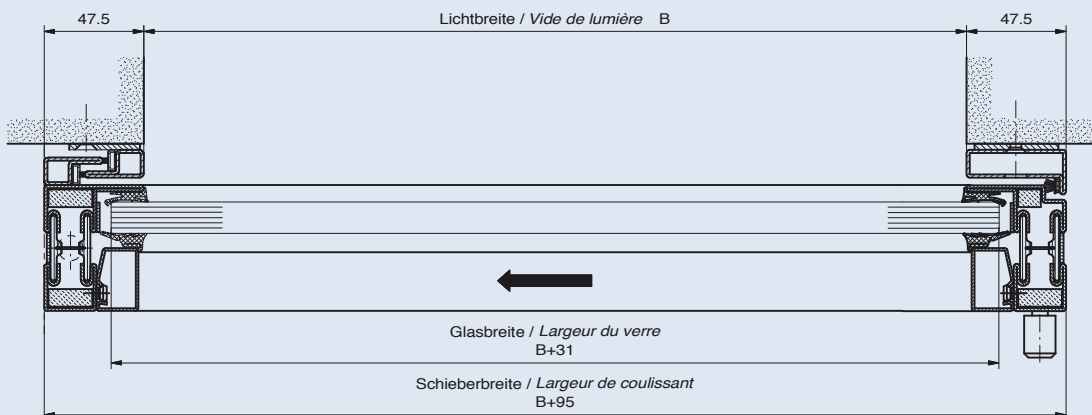 47.5
Lichtbreite / Vide de lumière B
47.5
Glasbreite / Largeur du verre
B+31
Schieberbreite / Largeur de coulissant
B+95